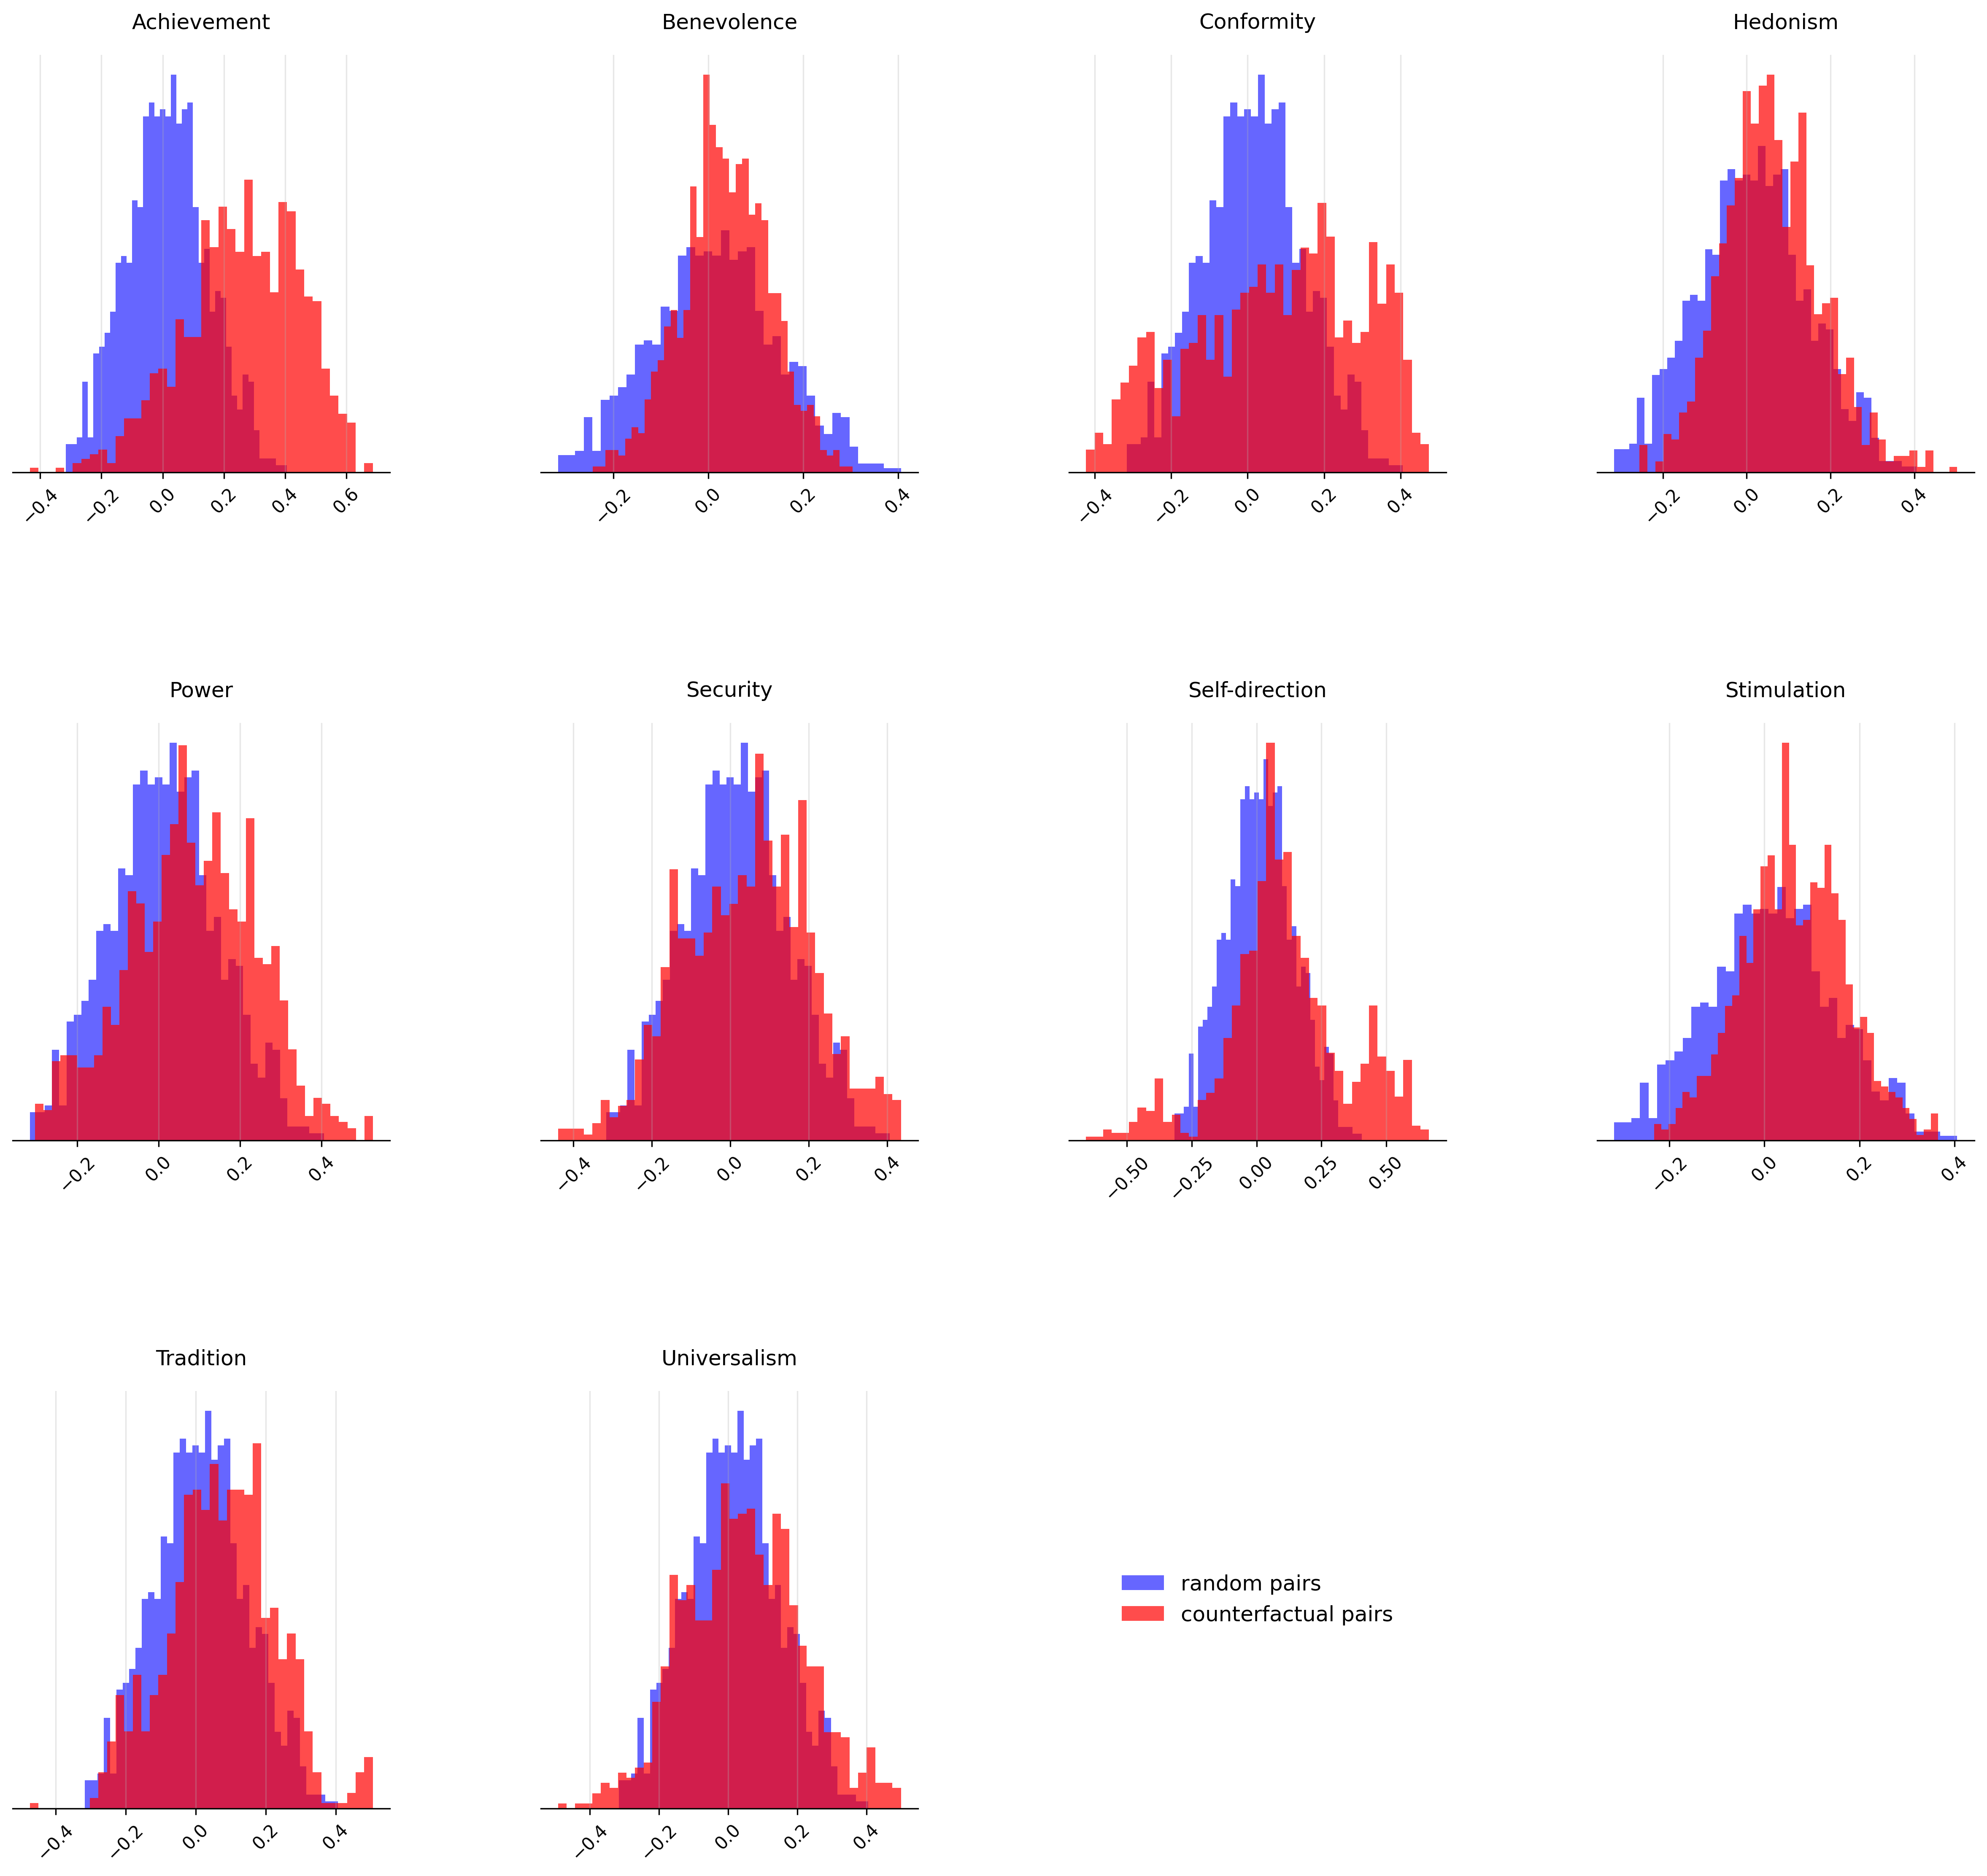 Achievement Benevolence Conformity Hedonism
−0.4 −0.2 0.0 0.2 0.4 0.6 −0.2 0.0 0.2 0.4 −0.4 −0.2 0.0 0.2 0.4 −0.2 0.0 0.2 0.4
Power Security Self-direction Stimulation
−0.2 0.0 0.2 0.4 −0.4 −0.2 0.0 0.2 0.4 −0.50 −0.25 0.00 0.25 0.50 −0.2 0.0 0.2 0.4
Tradition Universalism
random pairs
counterfactual pairs
−0.4 −0.2 0.0 0.2 0.4 −0.4 −0.2 0.0 0.2 0.4